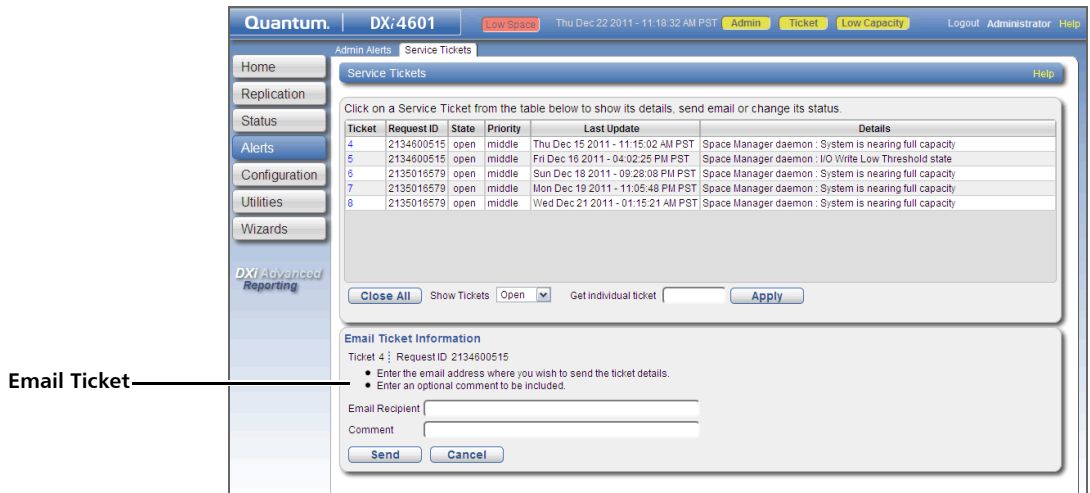 Quantum. DXi4601 Low Space Thu Dec 22 2011 - 11:18:32 AM PST Admin Ticket Low Capacity Logout Administrator Help
Admin Alerts Service Tickets
Home
Replication
Status
Alerts
Configuration
Utilities
Wizards
DXi Advanced
Reporting
Service Tickets Help
Click on a Service Ticket from the table below to show its details, send email or change its status.
Ticket Request ID State Priority Last Update Details
4 2134600515 open middle Thu Dec 15 2011 - 11:15:02 AM PST Space Manager daemon : System is nearing full capacity
5 2134600515 open middle Fri Dec 16 2011 - 04:02:25 PM PST Space Manager daemon : I/O Write Low Threshold state
6 2135016579 open middle Sun Dec 18 2011 - 09:28:08 PM PST Space Manager daemon : System is nearing full capacity
7 2135016579 open middle Mon Dec 19 2011 - 11:05:48 PM PST Space Manager daemon : System is nearing full capacity
8 2135016579 open middle Wed Dec 21 2011 - 01:15:21 AM PST Space Manager daemon : System is nearing full capacity
Close All Show Tickets Open Get individual ticket Apply
Email Ticket Information
Ticket 4 Request ID 2134600515
• Enter the email address where you wish to send the ticket details.
• Enter an optional comment to be included.
Email Recipient
Comment
Send Cancel
Email Ticket